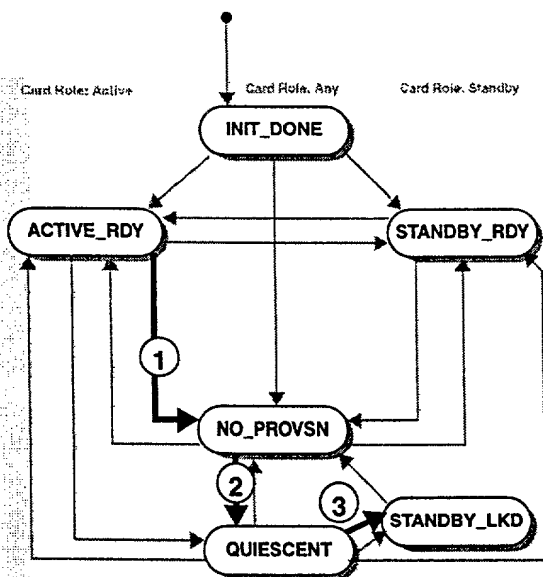 Card Role: Active
Card Role: Any
Card Role: Standby
INIT_DONE
ACTIVE_RDY
STANDBY_RDY
1
NO_PROVSN
2
3
STANDBY_LKD
QUIESCENT